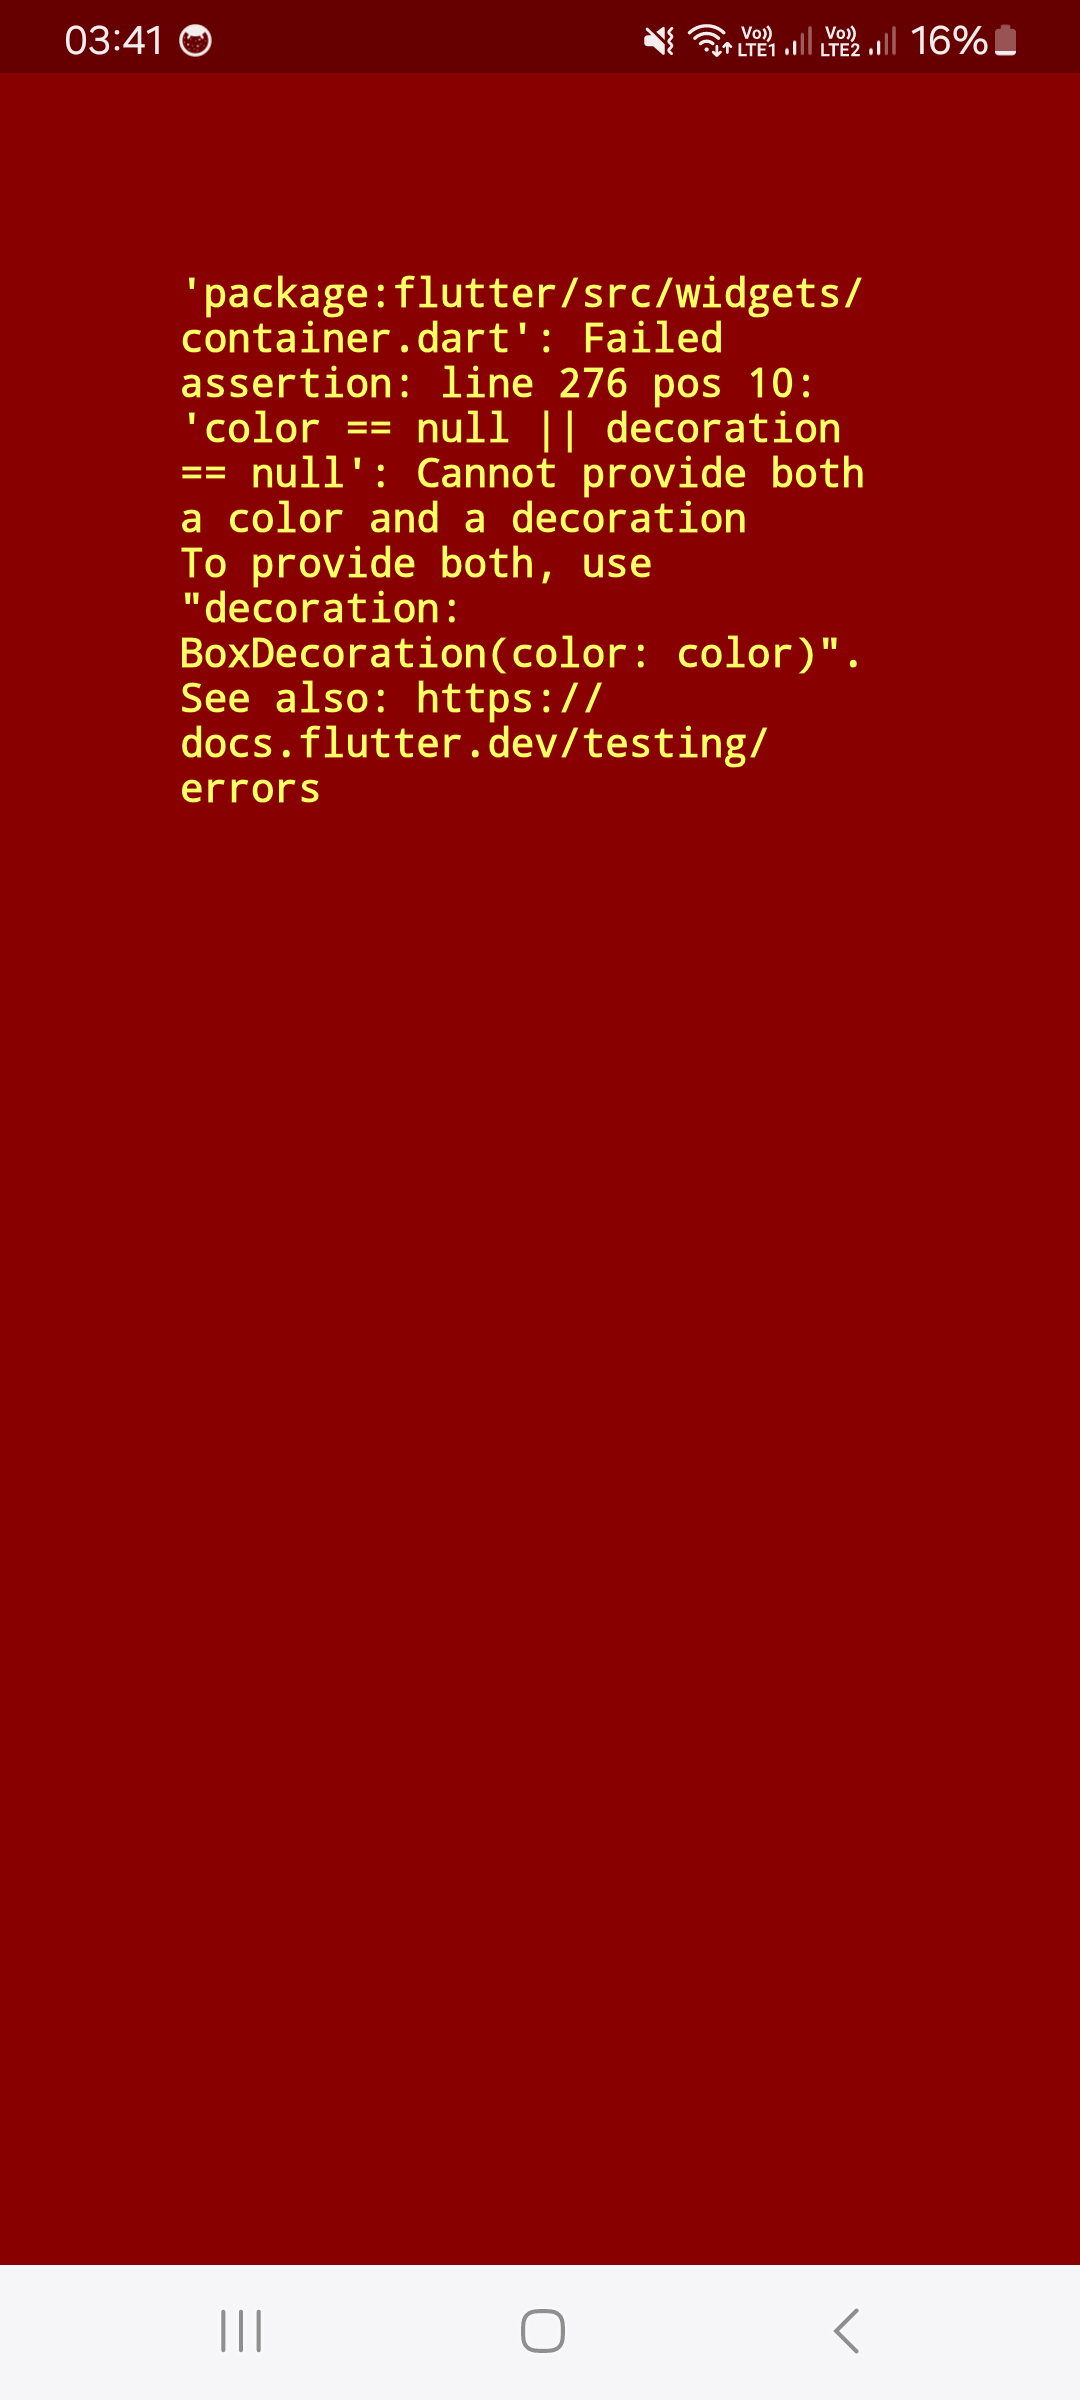 03:41
Vo)) LTE1 Vo)) LTE2 16%
'package:flutter/src/widgets/
container.dart': Failed
assertion: line 276 pos 10:
'color == null || decoration
== null': Cannot provide both
a color and a decoration
To provide both, use
"decoration:
BoxDecoration(color: color)".
See also: https://
docs.flutter.dev/testing/
errors